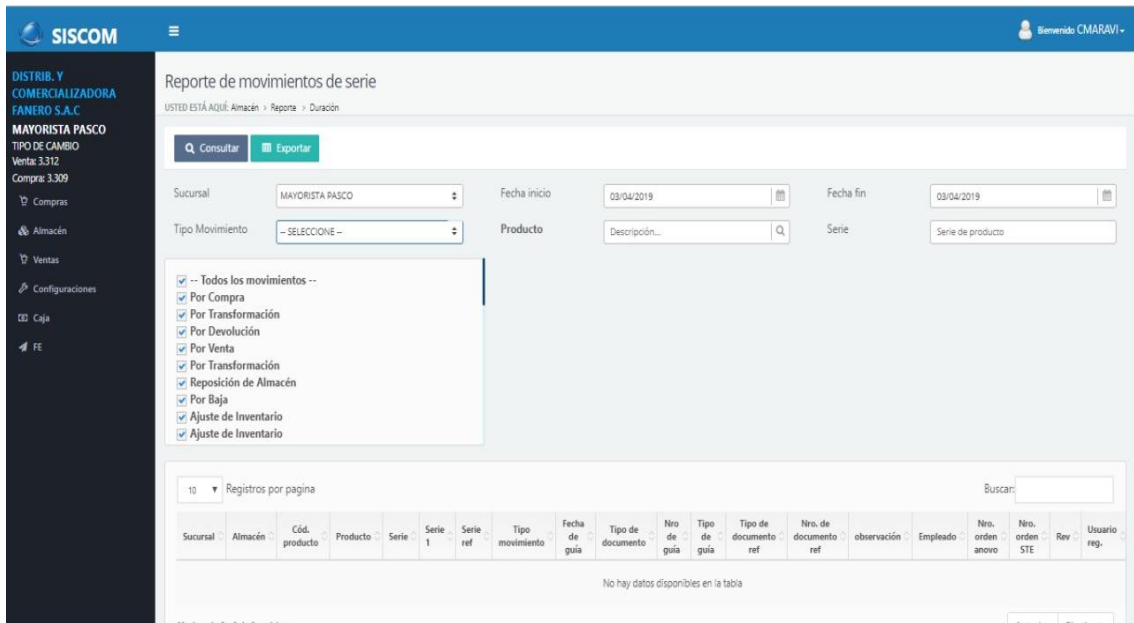 SISCOM
Bienvenido CMARAVI
DISTRIB. Y
COMERCIALIZADORA
FANERO S.A.C
MAYORISTA PASCO
TIPO DE CAMBIO
Venta: 3.312
Compra: 3.309
Compras
Almacén
Ventas
Configuraciones
Caja
FE
Reporte de movimientos de serie
USTED ESTÁ AQUÍ: Almacén > Reporte > Duración
Consultar Exportar
Sucursal MAYORISTA PASCO Fecha inicio 03/04/2019 Fecha fin 03/04/2019
Tipo Movimiento -- SELECCIONE -- Producto Descripción... Serie Serie de producto
-- Todos los movimientos --
Por Compra
Por Transformación
Por Devolución
Por Venta
Por Transformación
Reposición de Almacén
Por Baja
Ajuste de Inventario
Ajuste de Inventario
10 Registros por pagina Buscar:
Sucursal Almacén Cód. producto Producto Serie Serie 1 Serie ref Tipo movimiento Fecha de guía Tipo de documento Nro de guía Tipo de guía Tipo de documento ref Nro. de documento ref observación Empleado Nro. orden anovo Nro. orden STE Rev Usuario reg.
No hay datos disponibles en la tabla